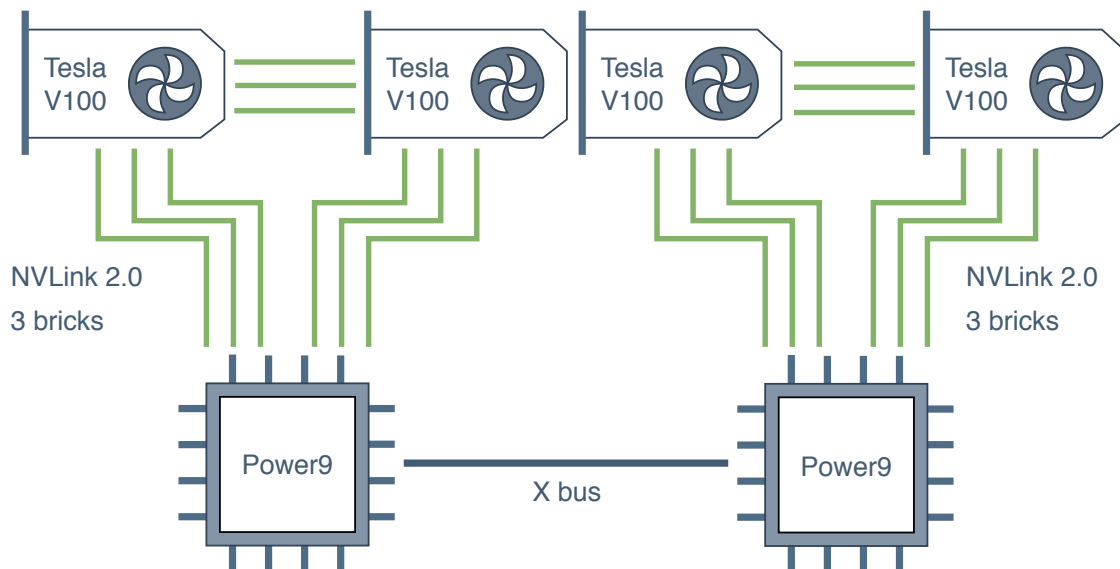 Tesla
V100
Tesla
V100
Tesla
V100
Tesla
V100
NVLink 2.0
3 bricks
NVLink 2.0
3 bricks
Power9
X bus
Power9